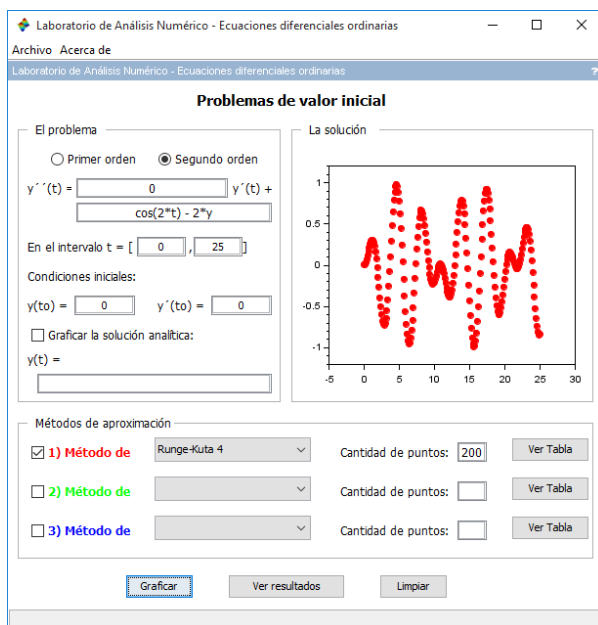 Laboratorio de Análisis Numérico - Ecuaciones diferenciales ordinarias
Archivo Acerca de
Laboratorio de Análisis Numérico - Ecuaciones diferenciales ordinarias ?
Problemas de valor inicial
El problema
Primer orden Segundo orden
y´´(t) = 0 y´(t) +
cos(2*t) - 2*y
En el intervalo t = [ 0 , 25 ]
Condiciones iniciales:
y(to) = 0 y´(to) = 0
Graficar la solución analítica:
y(t) =
La solución
1
0.5
0
-0.5
-1
-5 0 5 10 15 20 25 30
Métodos de aproximación
1) Método de Runge-Kuta 4 Cantidad de puntos: 200 Ver Tabla
2) Método de Cantidad de puntos: Ver Tabla
3) Método de Cantidad de puntos: Ver Tabla
Graficar Ver resultados Limpiar